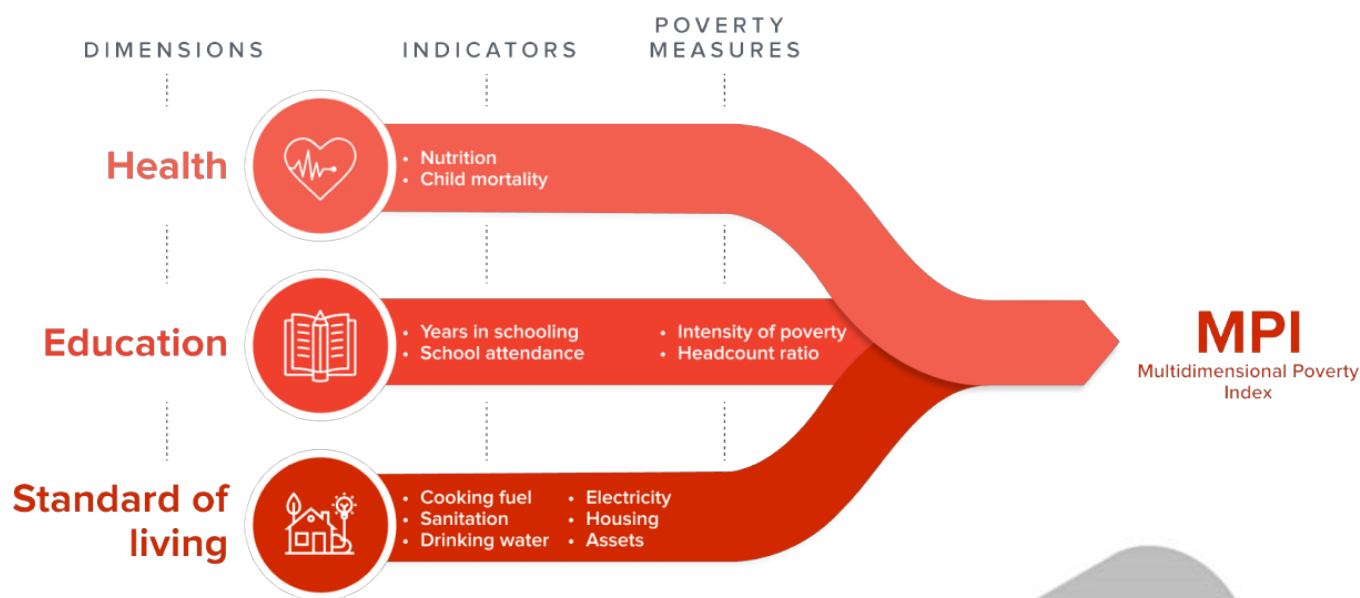 DIMENSIONS
INDICATORS
POVERTY
MEASURES
Health
• Nutrition
• Child mortality
Education
• Years in schooling
• School attendance
• Intensity of poverty
• Headcount ratio
Standard of
living
• Cooking fuel
• Sanitation
• Drinking water
• Electricity
• Housing
• Assets
MPI
Multidimensional Poverty
Index